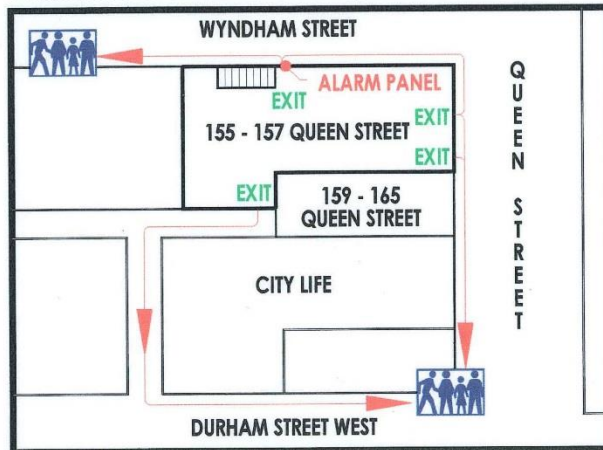 WYNDHAM STREET
ALARM PANEL
EXIT
EXIT
155 - 157 QUEEN STREET
EXIT
EXIT
159 - 165
QUEEN STREET
CITY LIFE
DURHAM STREET WEST
QUEEN STREET